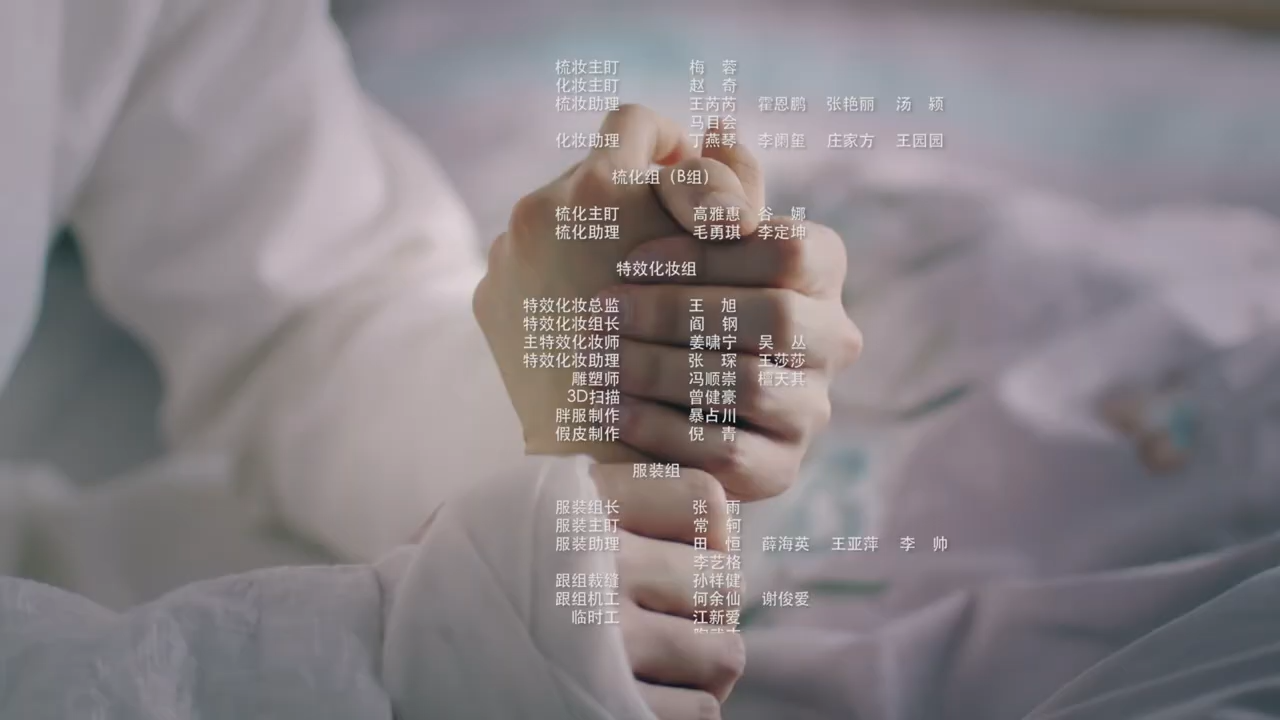 梳妆主盯 梅 蓉
化妆主盯 赵 奇
梳妆助理 王芮芮 霍恩鹏 张艳丽 汤 颍
马目会
化妆助理 丁燕琴 李阑玺 庄家方 王园园
梳化组（B组）
梳化主盯 高雅惠 谷 娜
梳化助理 毛勇琪 李定坤
特效化妆组
特效化妆总监 王 旭
特效化妆组长 阎 钢
主特效化妆师 姜啸宁 吴 丛
特效化妆助理 张 琛 王莎莎
雕塑师 冯顺崇 檀天其
3D扫描 曾健豪
胖服制作 暴占川
假皮制作 倪 青
服装组
服装组长 张 雨
服装主盯 常 轲
服装助理 田 恒 薛海英 王亚萍 李 帅
李艺格
跟组裁缝 孙祥健
跟组机工 何余仙 谢俊爱
临时工 江新爱